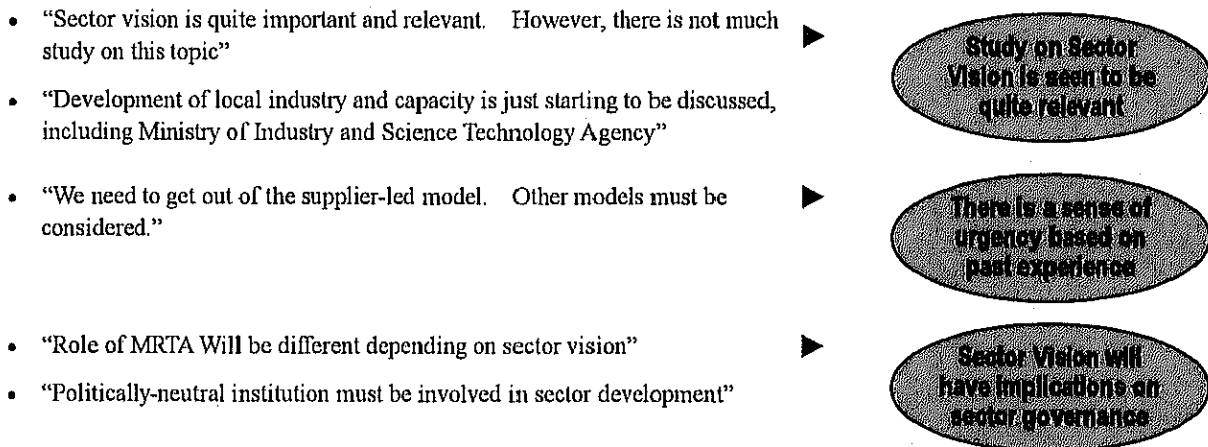 • “Sector vision is quite important and relevant. However, there is not much
study on this topic”
• “Development of local industry and capacity is just starting to be discussed,
including Ministry of Industry and Science Technology Agency”
Study on Sector
Vision is seen to be
quite relevant
• “We need to get out of the supplier-led model. Other models must be
considered.”
There is a sense of
urgency based on
past experience
• “Role of MRTA Will be different depending on sector vision”
• “Politically-neutral institution must be involved in sector development”
Sector Vision will
have implications on
sector governance